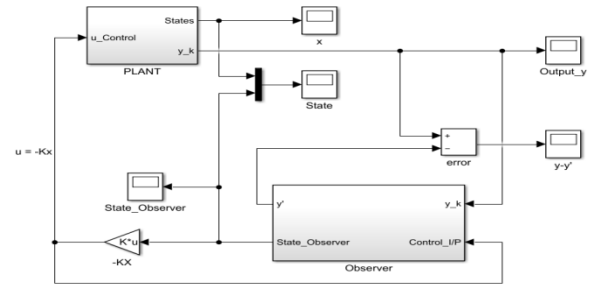 States
x
u_Control
y_k
PLANT
Output_y
State
+
−
error
y-y'
u = -Kx
State_Observer
y'
y_k
State_Observer
Control_I/P
K*u
-KX
Observer